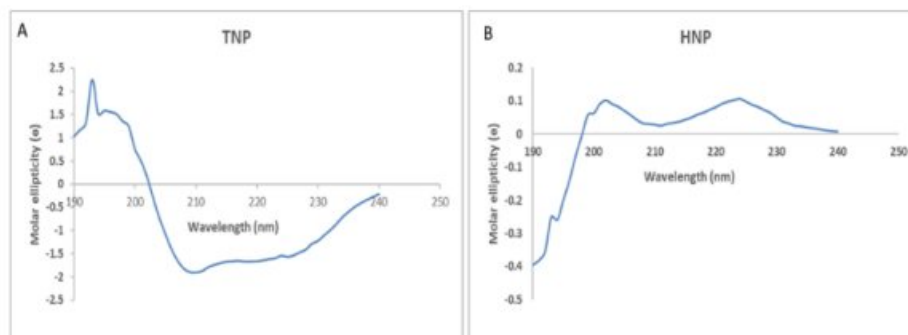 A
TNP
Molar ellipticity (ɵ)
2.5
2
1.5
1
0.5
0
-0.5
-1
-1.5
-2
-2.5
190 200 210 220 230 240 250
Wavelength (nm)
B
HNP
Molar ellipticity (ɵ)
0.2
0.1
0
-0.1
-0.2
-0.3
-0.4
-0.5
190 200 210 220 230 240 250
Wavelength (nm)